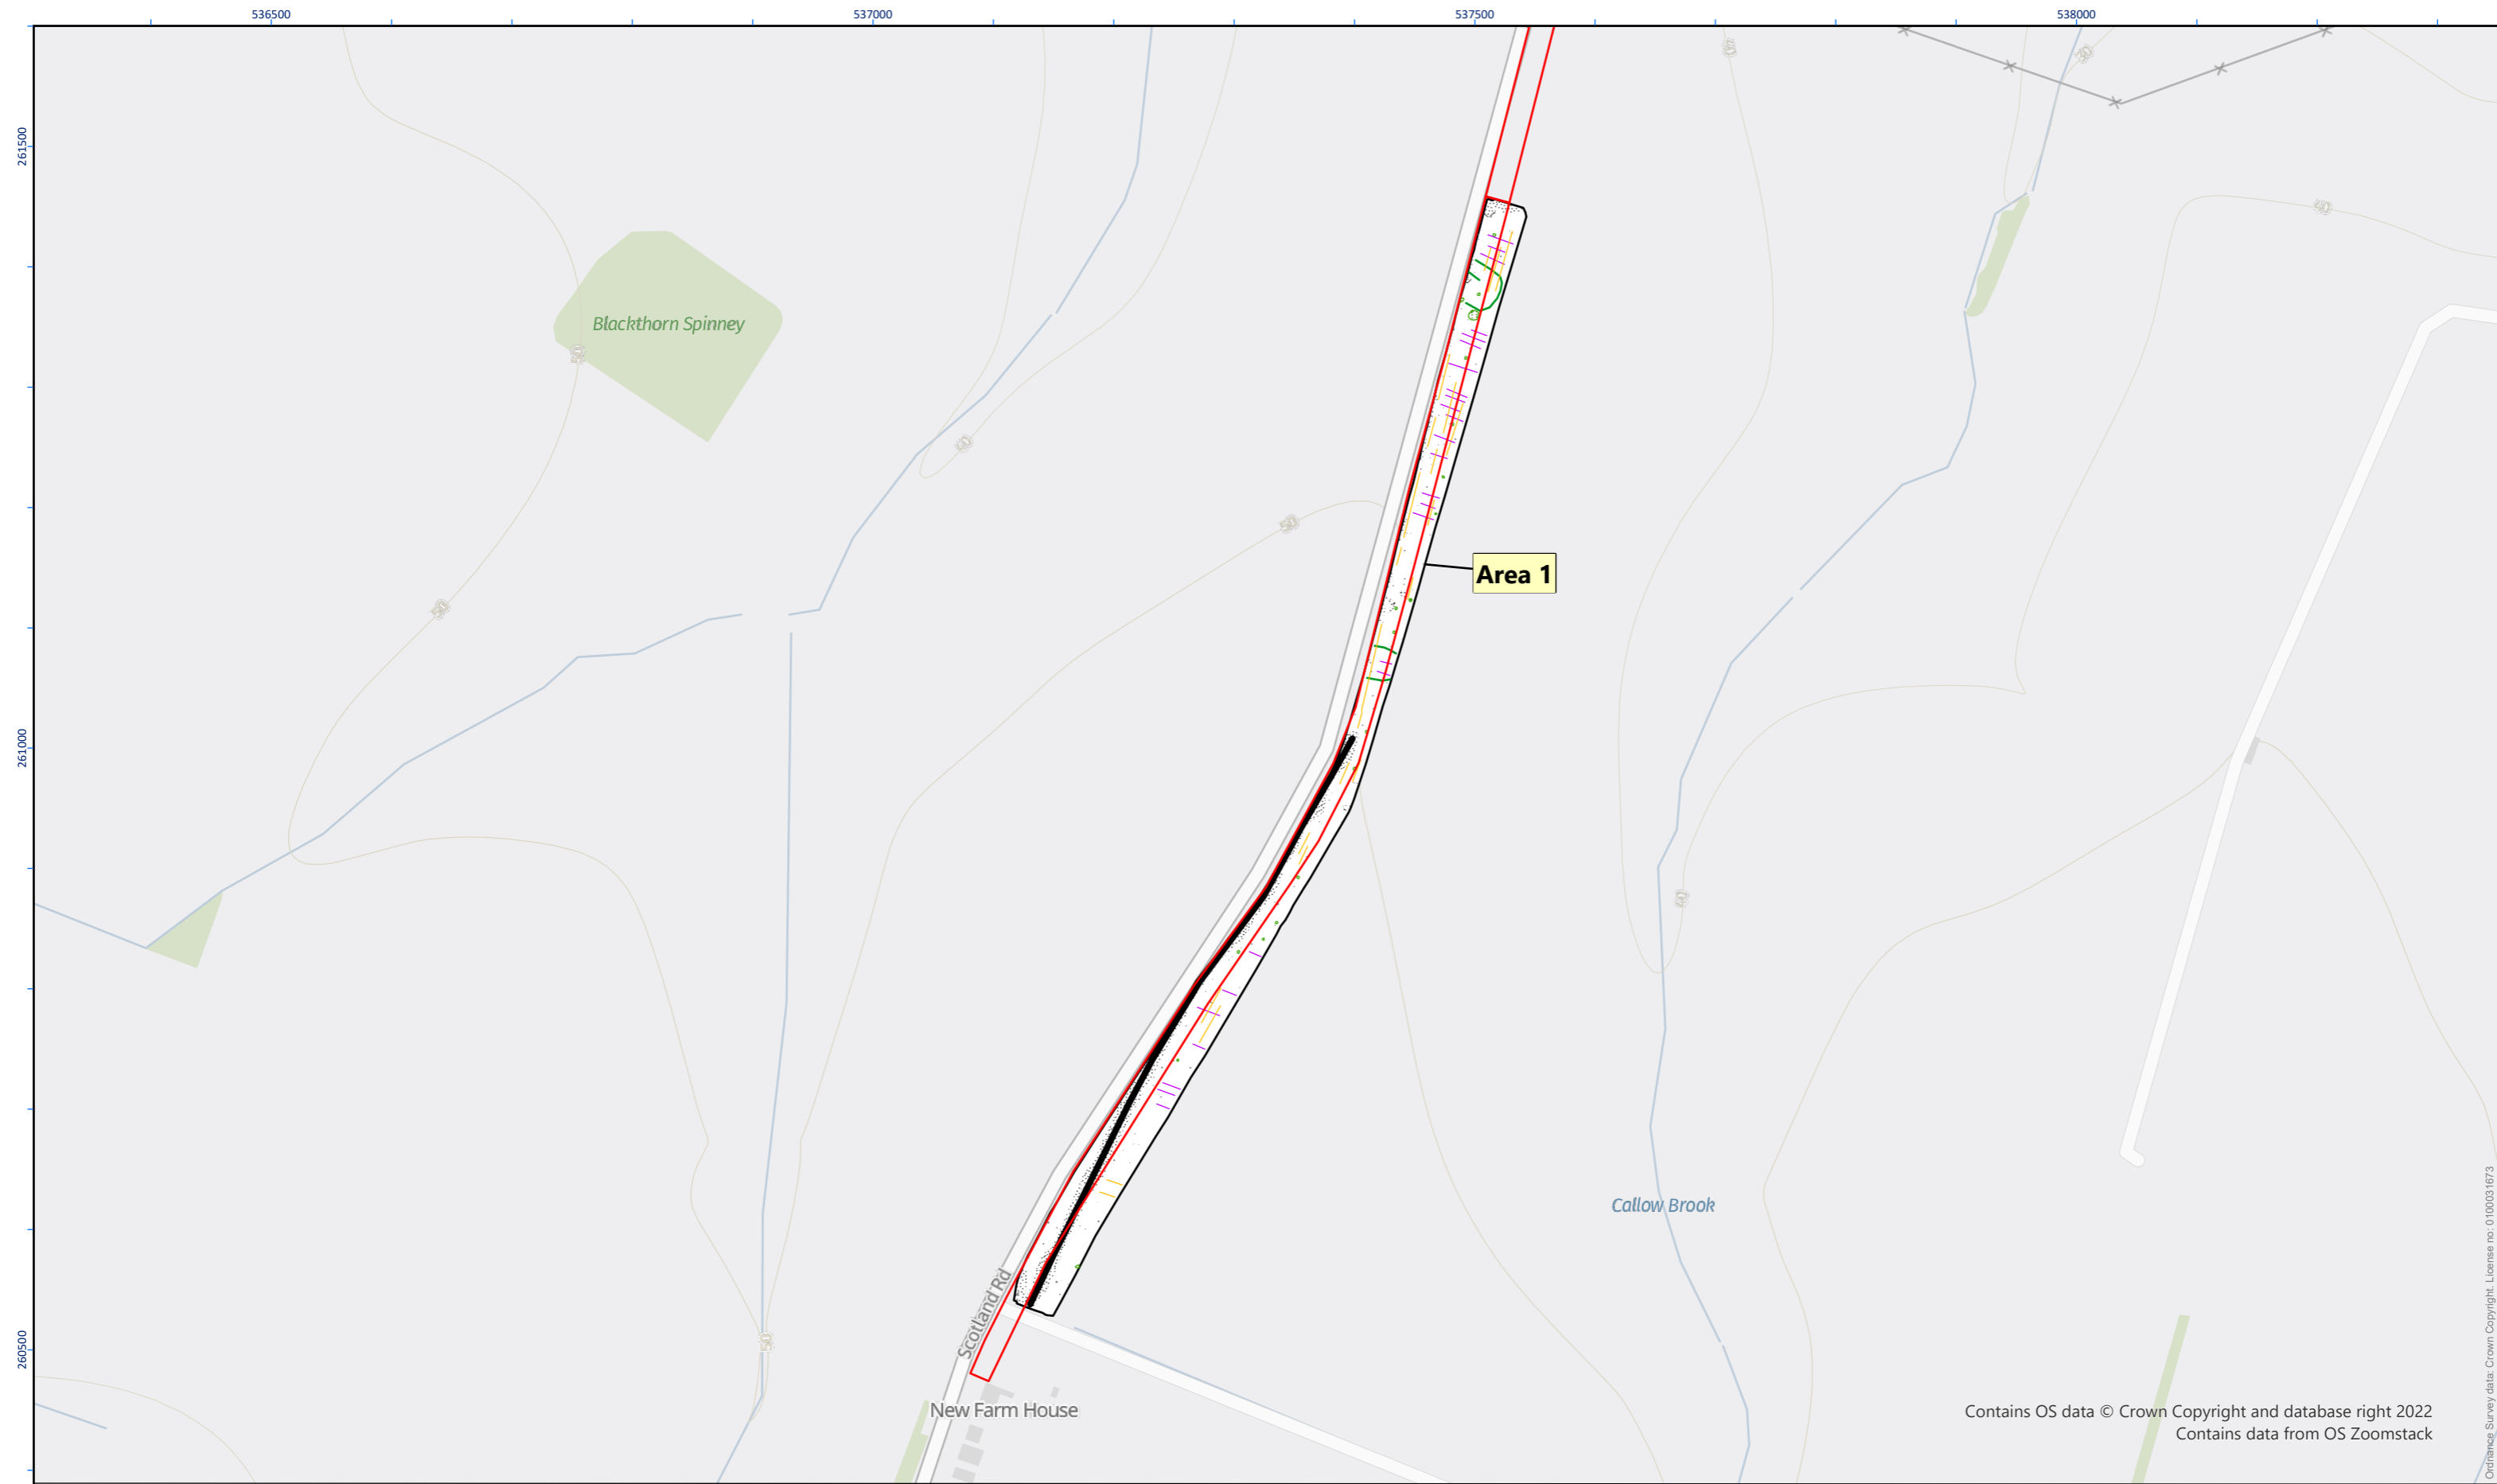 536500
537000
537500
538000
261500
261000
260500
Blackthorn Spinney
Area 1
Callow Brook
Scotland Rd
New Farm House
Contains OS data © Crown Copyright and database right 2022
Contains data from OS Zoomstack
Ordnance Survey data: Crown Copyright. License no: 0100031673